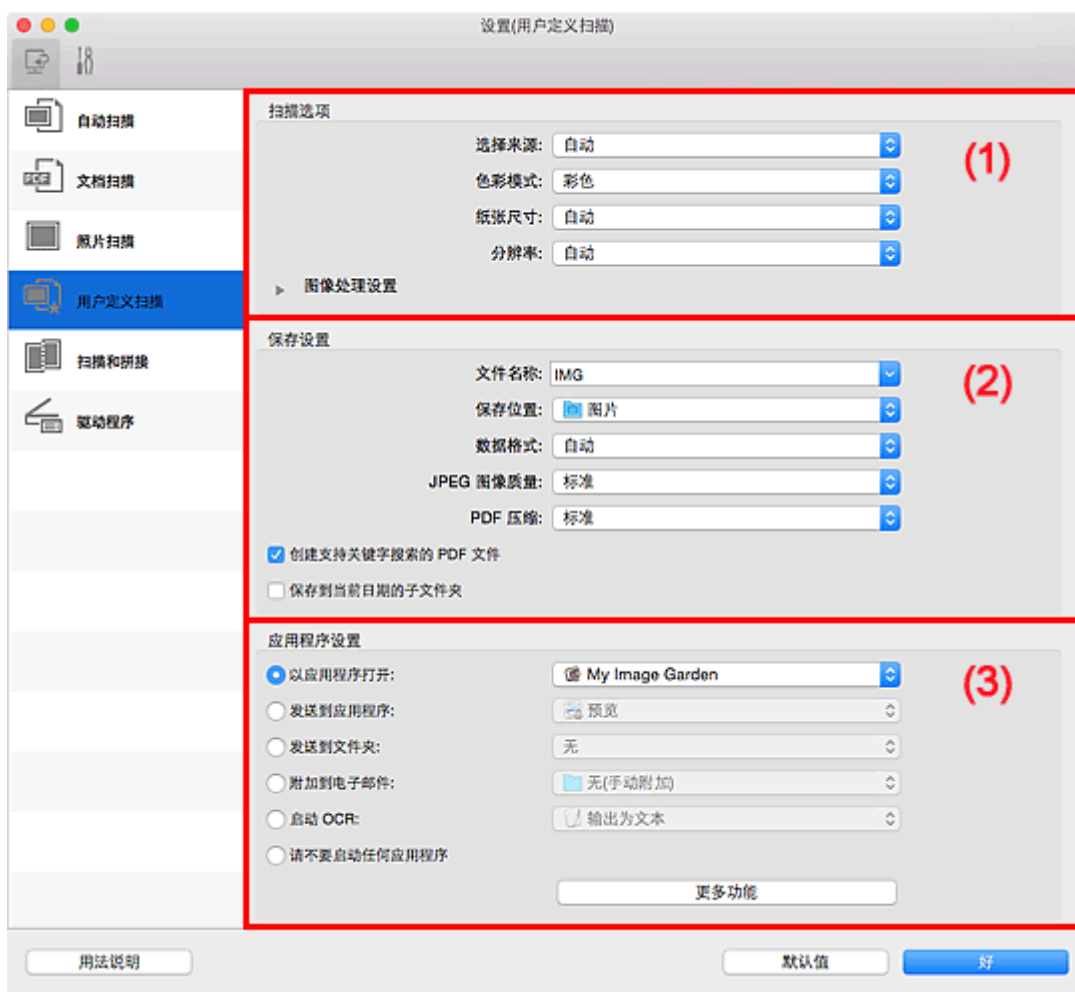 设置(用户定义扫描)
自动扫描
PDF
文档扫描
照片扫描
用户定义扫描
扫描和拼接
驱动程序
扫描选项
(1)
选择来源: 自动
色彩模式: 彩色
纸张尺寸: 自动
分辨率: 自动
图像处理设置
保存设置
(2)
文件名称: IMG
保存位置: 图片
数据格式: 自动
JPEG 图像质量: 标准
PDF 压缩: 标准
创建支持关键字搜索的 PDF 文件
保存到当前日期的子文件夹
应用程序设置
(3)
以应用程序打开: My Image Garden
发送到应用程序: 预览
发送到文件夹: 无
附加到电子邮件: 无(手动附加)
启动 OCR: 输出为文本
请不要启动任何应用程序
更多功能
用法说明 默认值 好